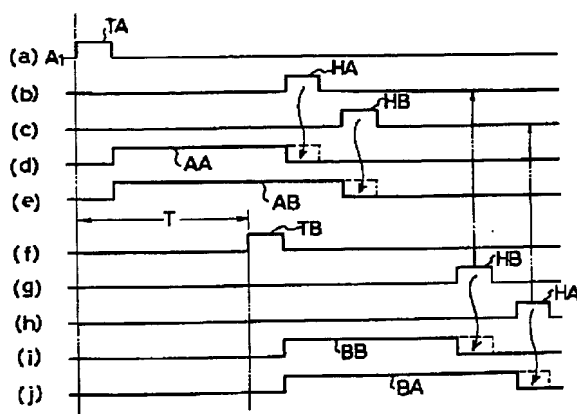 (a) A1 TA
(b) HA
(c) HB
(d) AA
(e) AB
T
(f) TB
(g) HB
(h) HA
(i) BB
(j) BA